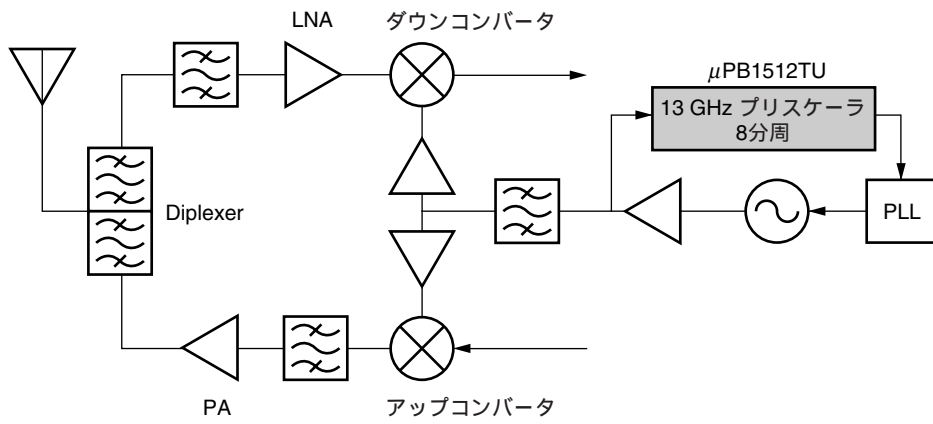 LNA
ダウンコンバータ
μPB1512TU
13 GHz プリスケーラ
8分周
Diplexer
PLL
PA
アップコンバータ